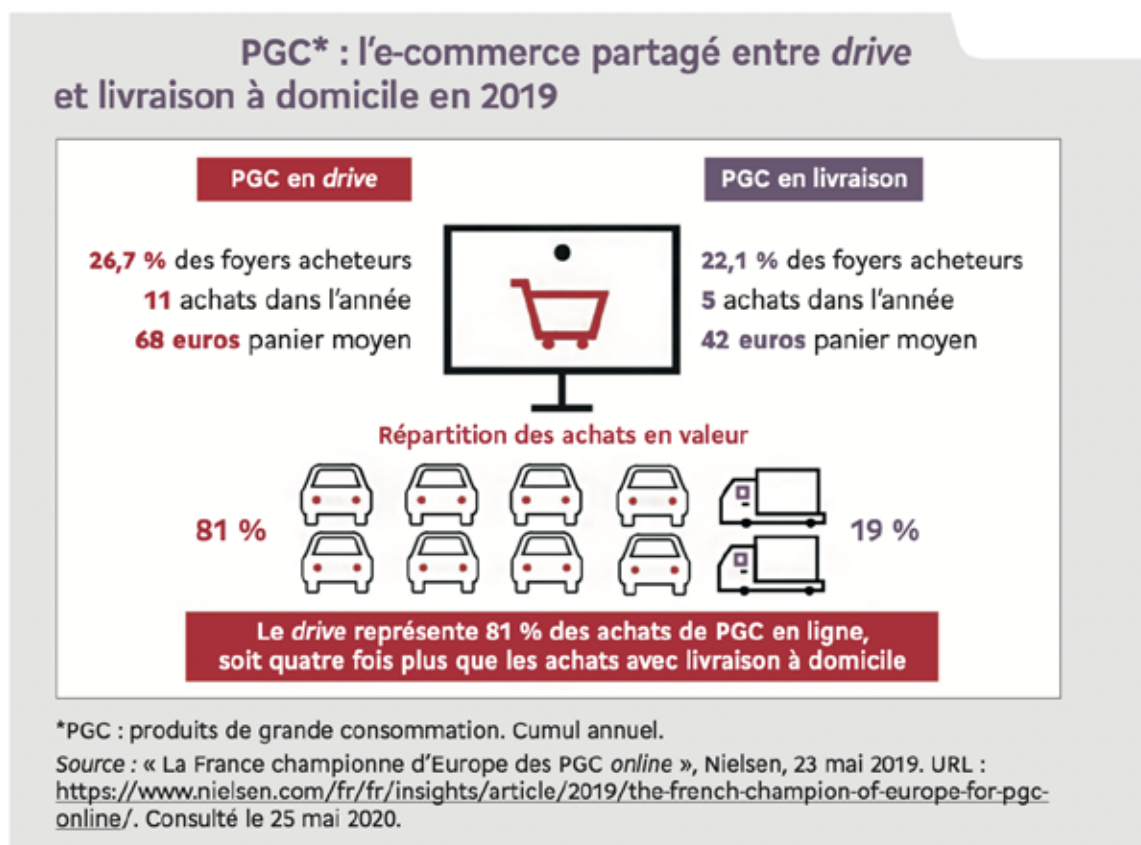 PGC* : l'e-commerce partagé entre drive
et livraison à domicile en 2019
PGC en drive
26,7 % des foyers acheteurs
11 achats dans l'année
68 euros panier moyen
PGC en livraison
22,1 % des foyers acheteurs
5 achats dans l'année
42 euros panier moyen
Répartition des achats en valeur
81 %
19 %
Le drive représente 81 % des achats de PGC en ligne,
soit quatre fois plus que les achats avec livraison à domicile
*PGC : produits de grande consommation. Cumul annuel.
Source : « La France championne d'Europe des PGC online », Nielsen, 23 mai 2019. URL :
https://www.nielsen.com/fr/fr/insights/article/2019/the-french-champion-of-europe-for-pgc-
online/. Consulté le 25 mai 2020.